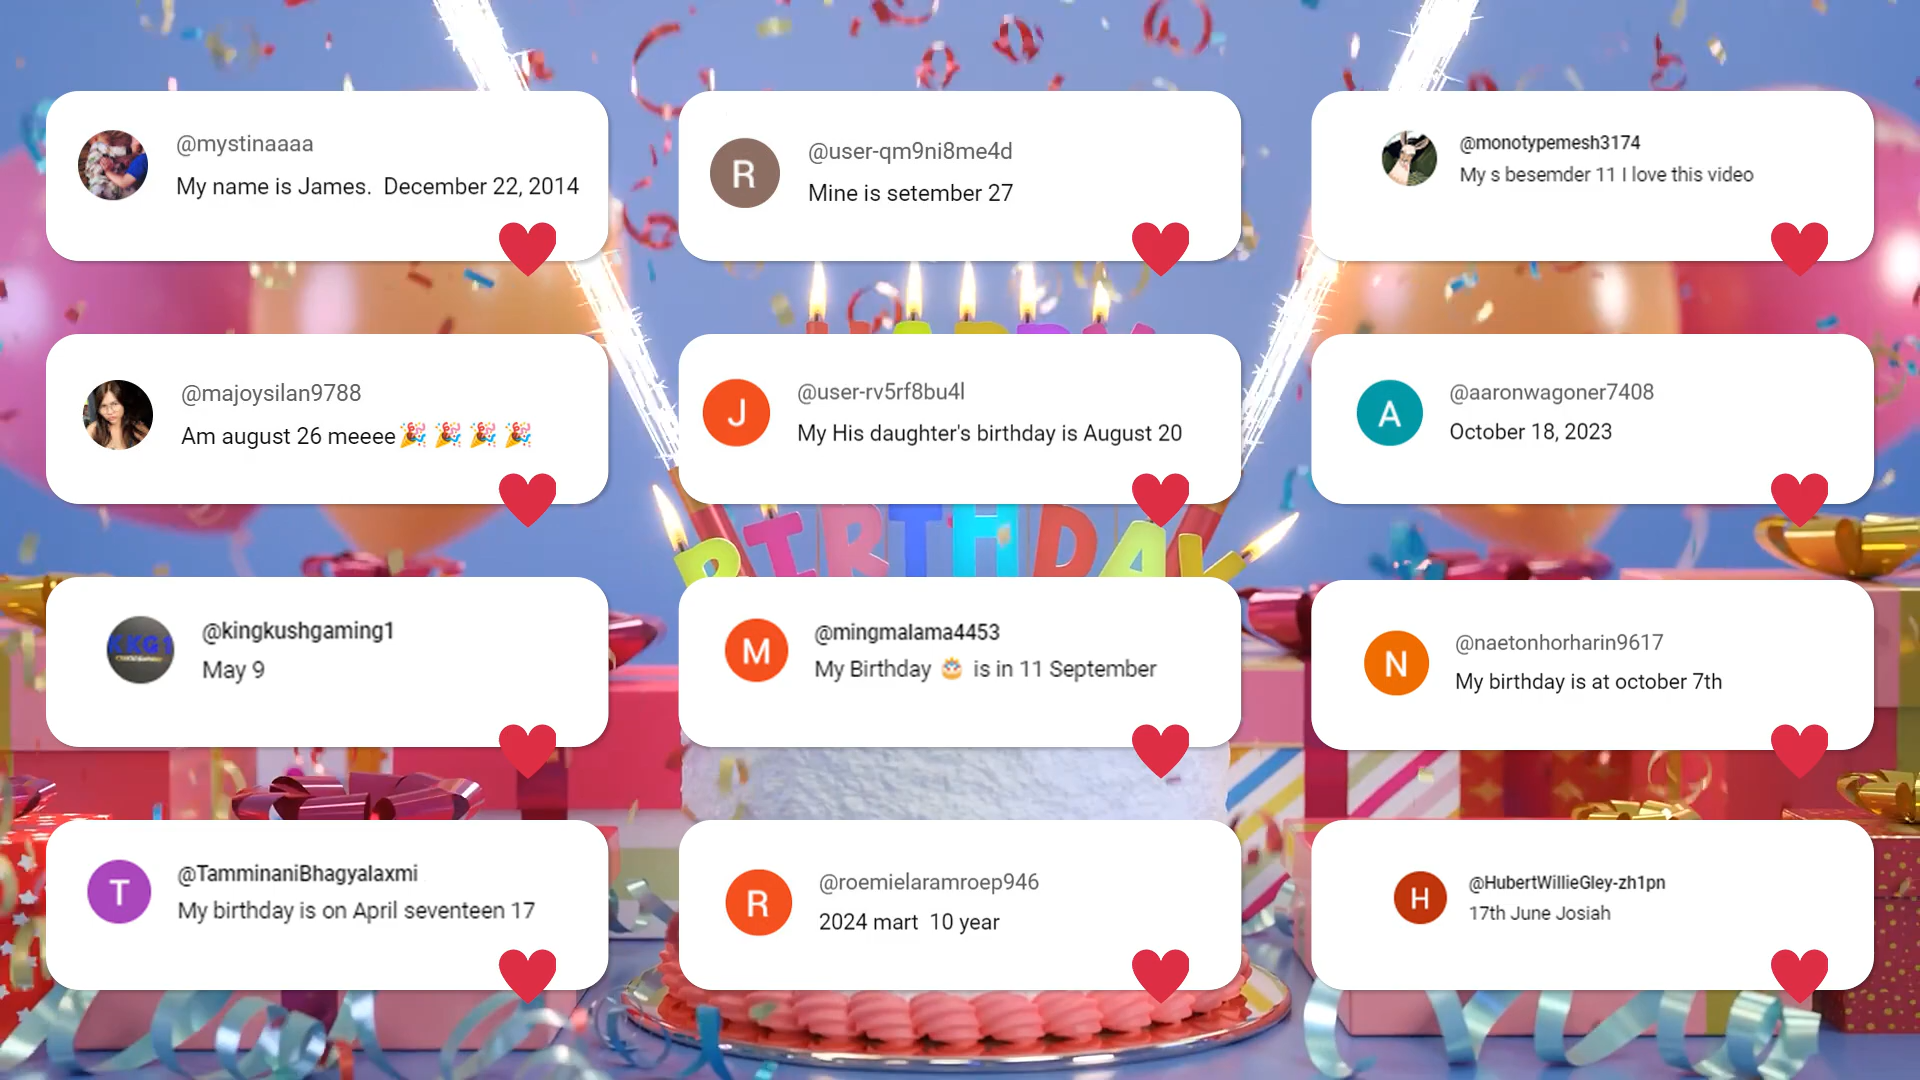 @mystinaaaa
My name is James.  December 22, 2014
R
@user-qm9ni8me4d
Mine is setember 27
@monotypemesh3174
My s besemder 11 I love this video
HAPPY
@majoysilan9788
Am august 26 meeee🎉 🎉 🎉 🎉
J
@user-rv5rf8bu4l
My His daughter's birthday is August 20
A
@aaronwagoner7408
October 18, 2023
BIRTHDAY
KKG1
@kingkushgaming1
May 9
M
@mingmalama4453
My Birthday 🎂 is in 11 September
N
@naetonhorharin9617
My birthday is at october 7th
T
@TamminaniBhagyalaxmi
My birthday is on April seventeen 17
R
@roemielaramroep946
2024 mart  10 year
H
@HubertWillieGley-zh1pn
17th June Josiah